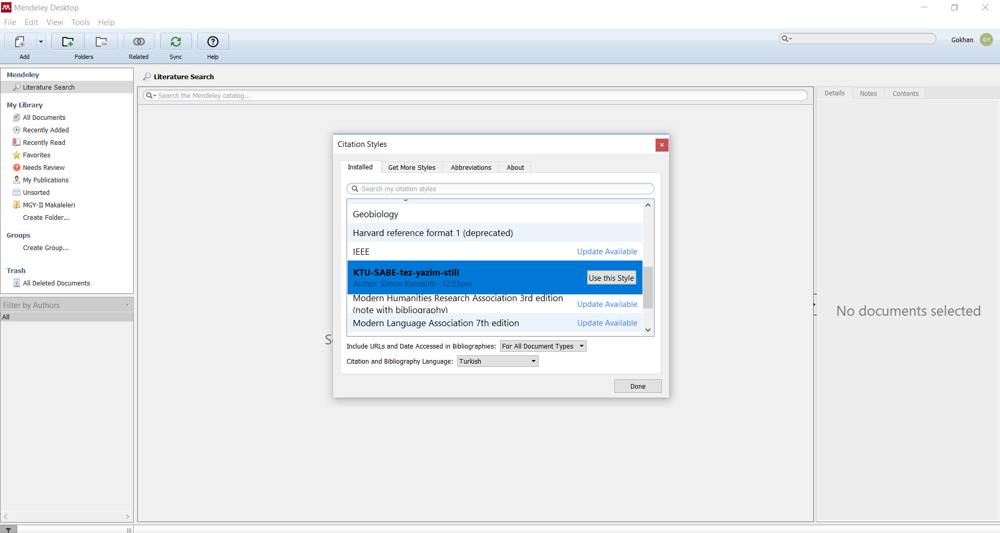 Mendeley Desktop
File Edit View Tools Help
Add Folders Related Sync Help
Gokhan GY
Mendeley
Literature Search
My Library
All Documents
Recently Added
Recently Read
Favorites
Needs Review
My Publications
Unsorted
MGY-II Makaleleri
Create Folder...
Groups
Create Group...
Trash
All Deleted Documents
Filter by Authors
All
Literature Search
Search the Mendeley catalog...
Citation Styles
Installed Get More Styles Abbreviations About
Search my citation styles
Geobiology
Harvard reference format 1 (deprecated)
IEEE Update Available
KTU-SABE-tez-yazim-stili
Author: Simon Kornblith · 12:03pm
Use this Style
Modern Humanities Research Association 3rd edition
(note with bibliography)
Update Available
Modern Language Association 7th edition Update Available
Include URLs and Date Accessed in Bibliographies: For All Document Types
Citation and Bibliography Language: Turkish
Done
Details Notes Contents
No documents selected